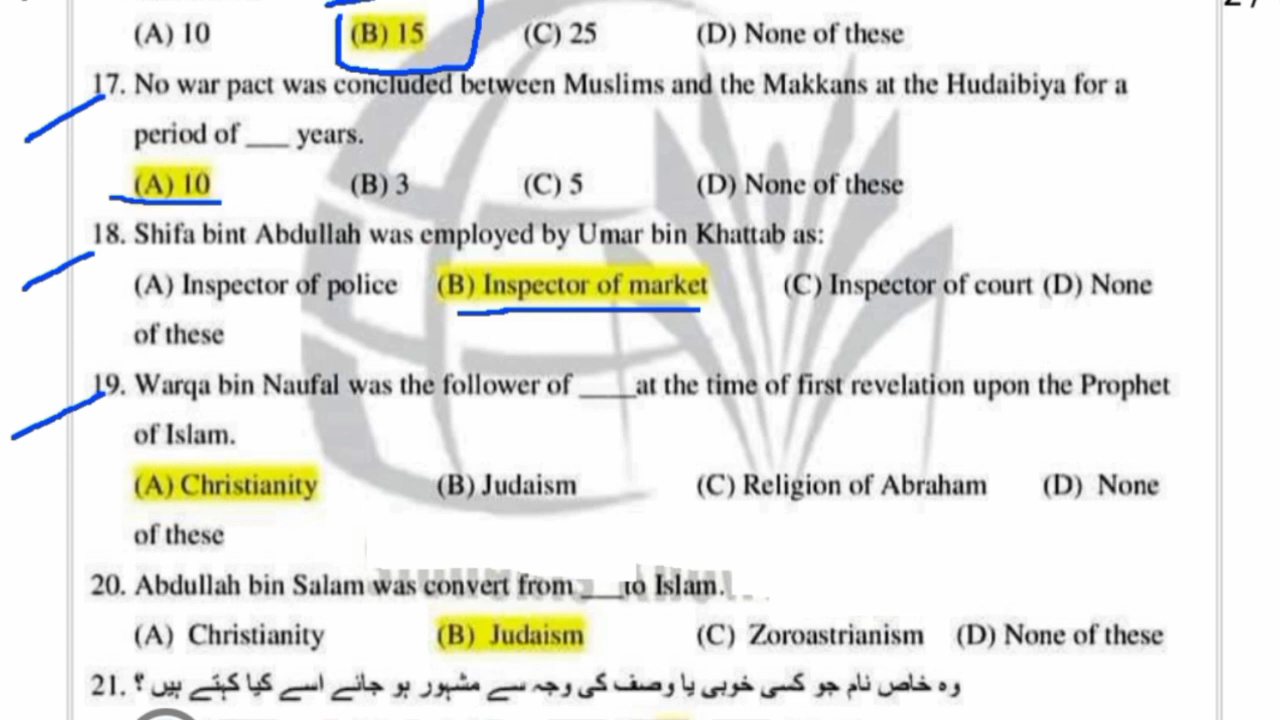 (A) 10 (B) 15 (C) 25 (D) None of these
17. No war pact was concluded between Muslims and the Makkans at the Hudaibiya for a
period of ___ years.
(A) 10 (B) 3 (C) 5 (D) None of these
18. Shifa bint Abdullah was employed by Umar bin Khattab as:
(A) Inspector of police (B) Inspector of market (C) Inspector of court (D) None
of these
19. Warqa bin Naufal was the follower of ____at the time of first revelation upon the Prophet
of Islam.
(A) Christianity (B) Judaism (C) Religion of Abraham (D) None
of these
20. Abdullah bin Salam was convert from ___to Islam.
(A) Christianity (B) Judaism (C) Zoroastrianism (D) None of these
21. وہ خاص نام جو کسی خوبی یا وصف کی وجہ سے مشہور ہو جائے اسے کیا کہتے ہیں ؟